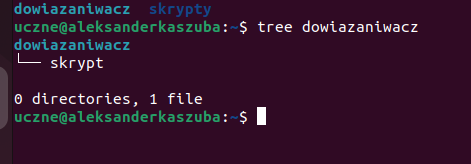 dowiazaniwacz  skrypty
uczne@aleksanderkaszuba:~$ tree dowiazaniwacz
dowiazaniwacz
└── skrypt

0 directories, 1 file
uczne@aleksanderkaszuba:~$